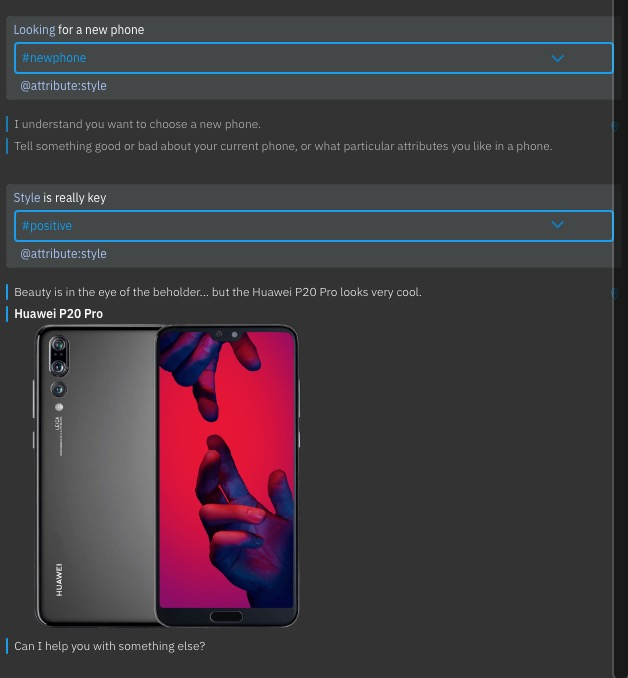 Looking for a new phone
#newphone
@attribute:style
I understand you want to choose a new phone.
Tell something good or bad about your current phone, or what particular attributes you like in a phone.
Style is really key
#positive
@attribute:style
Beauty is in the eye of the beholder... but the Huawei P20 Pro looks very cool.
Huawei P20 Pro
LEICA
HUAWEI
Can I help you with something else?